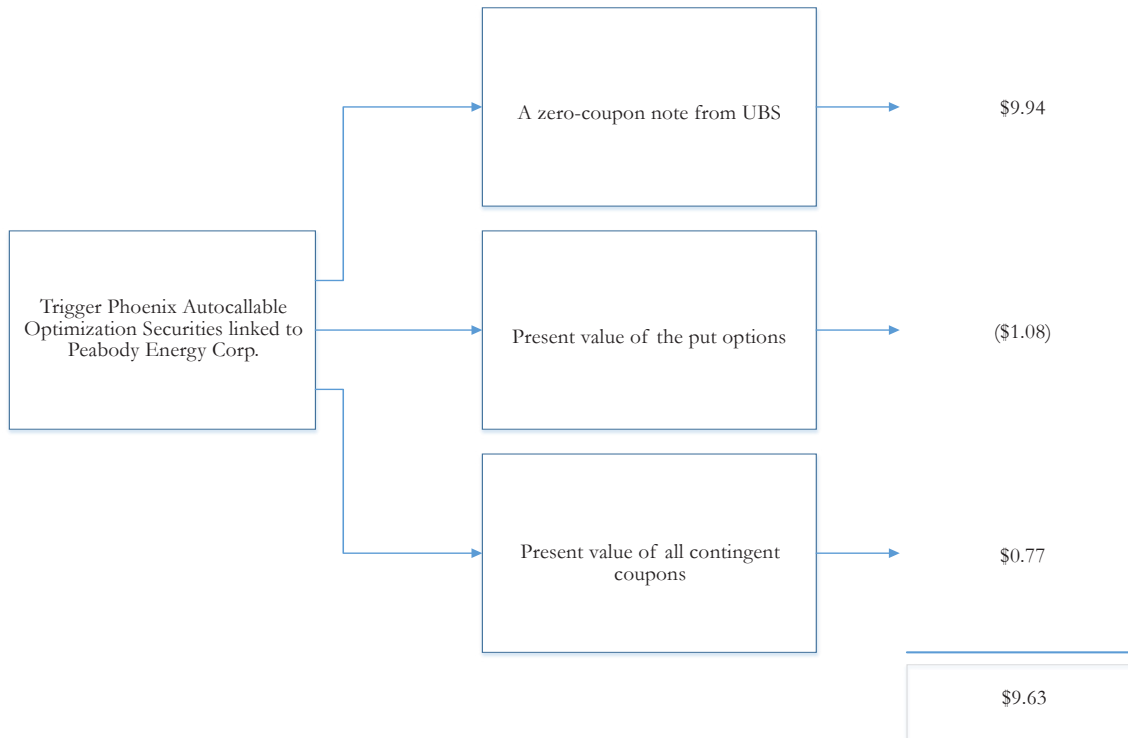 A zero-coupon note from UBS
$9.94
Trigger Phoenix Autocallable
Optimization Securities linked to
Peabody Energy Corp.
Present value of the put options
($1.08)
Present value of all contingent
coupons
$0.77
$9.63